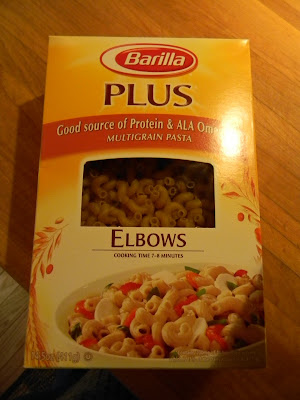 Barilla
PLUS
Good source of Protein & ALA Ome
MULTIGRAIN PASTA
ELBOWS
COOKING TIME 7-8 MINUTES